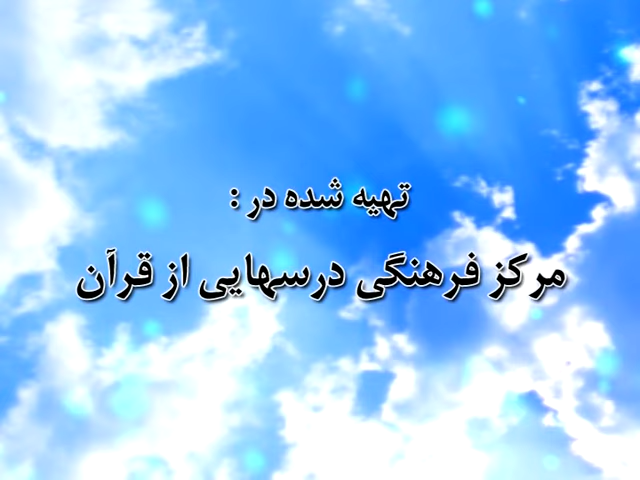 تهیه شده در :
مرکز فرهنگی درسهایی از قرآن